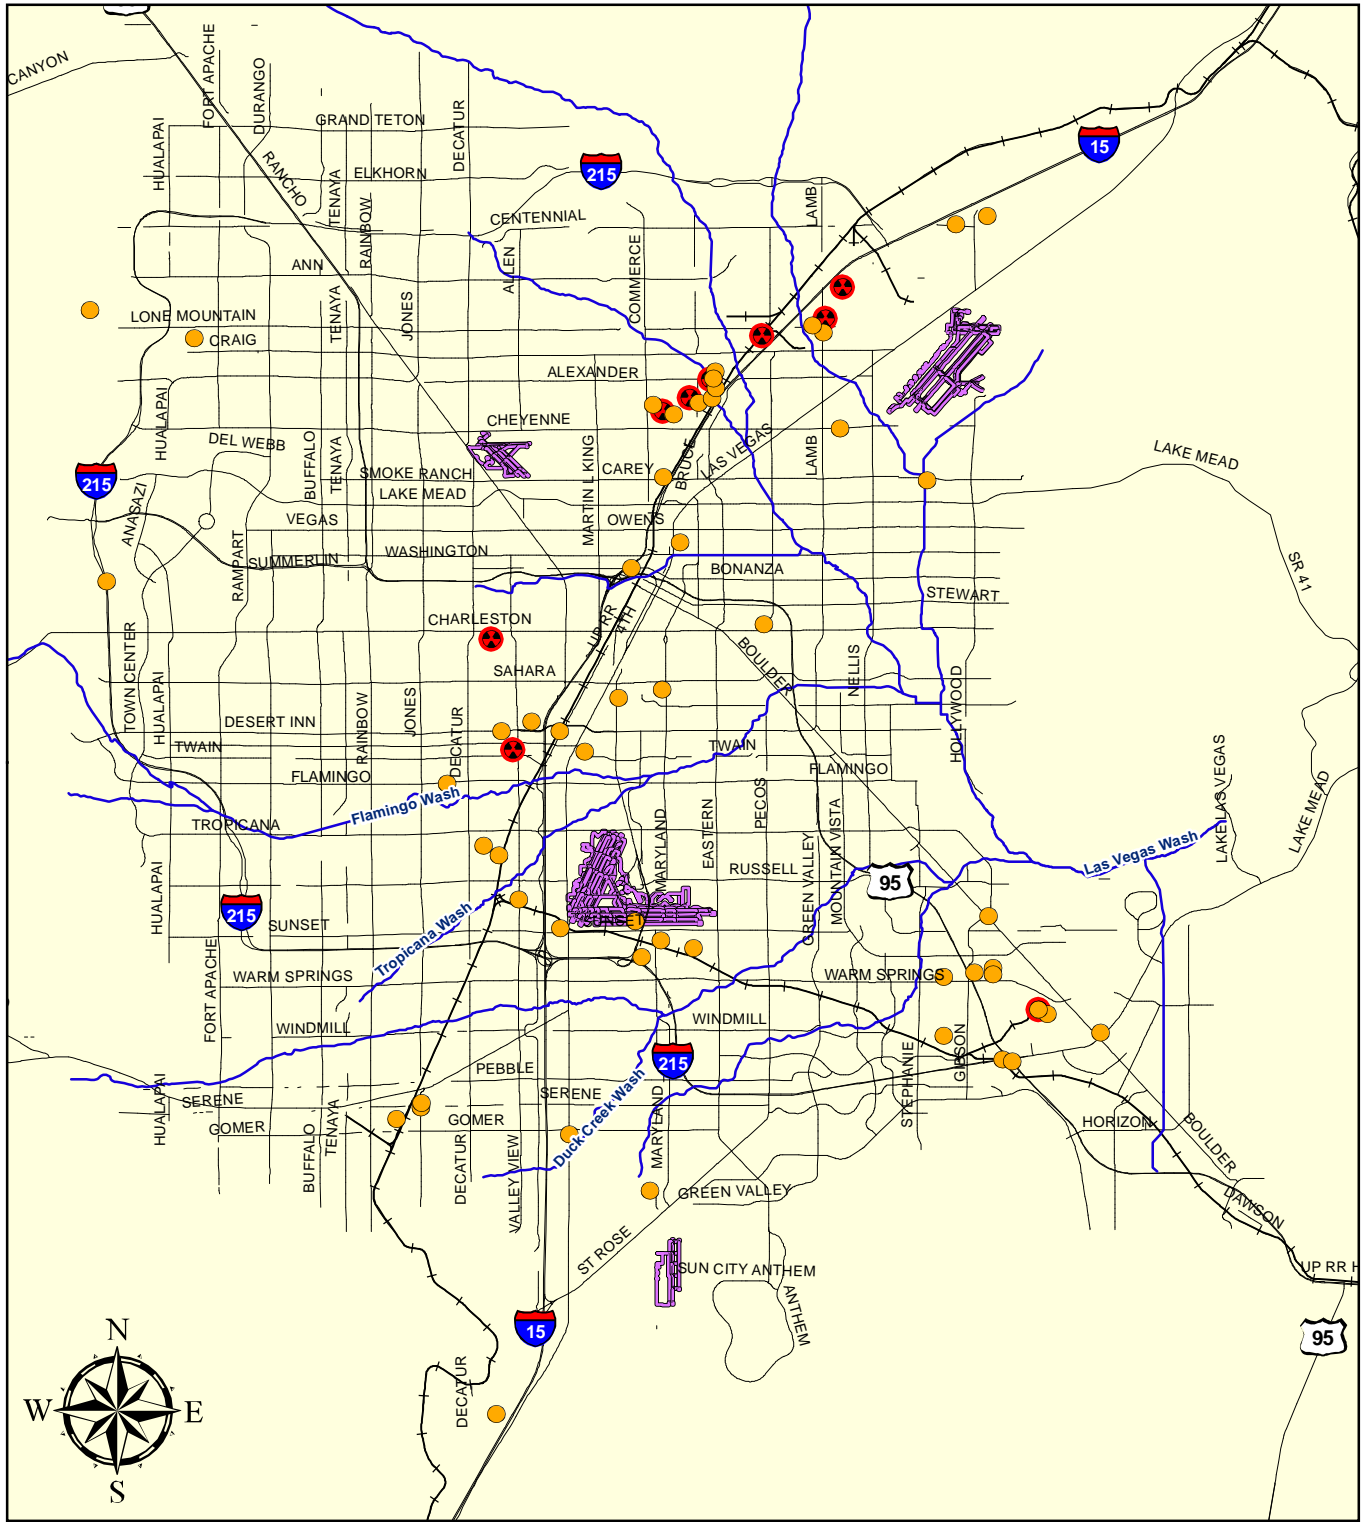 CANYON
FORT APACHE
DURANGO
HUALAPAI
GRAND TETON
DECATUR
15
RANCHO
TENAYA
ELKHORN
215
RAINBOW
CENTENNIAL
LAMB
ANN
ALLEN
COMMERCE
TENAYA
LONE MOUNTAIN
JONES
CRAIG
ALEXANDER
HUALAPAI
CHEYENNE
DEL WEBB
BUFFALO
TENAYA
MARTIN L KING
BRUCE
LAS VEGAS
LAMB
LAKE MEAD
215
SMOKE RANCH
CAREY
LAKE MEAD
ANASAZI
VEGAS
OWENS
RAMPART
SUMMERLIN
WASHINGTON
BONANZA
SR 41
STEWART
CHARLESTON
UP RR
4TH
BOULDER
TOWN CENTER
HUALAPAI
SAHARA
NELLIS
HOLLYWOOD
RAINBOW
JONES
DECATUR
DESERT INN
TWAIN
TWAIN
FLAMINGO
FLAMINGO
LAKE LAS VEGAS
LAKE MEAD
Flamingo Wash
PECOS
TROPICANA
MARYLAND
EASTERN
GREEN VALLEY
MOUNTAIN VISTA
Las Vegas Wash
RUSSELL
95
HUALAPAI
215
SUNSET
SUNSET
Tropicana Wash
FORT APACHE
WARM SPRINGS
WARM SPRINGS
WINDMILL
WINDMILL
STEPHANIE
GIBSON
215
PEBBLE
HUALAPAI
SERENE
SERENE
Duck Creek Wash
MARYLAND
GOMER
GOMER
HORIZON
BOULDER
BUFFALO
TENAYA
DECATUR
VALLEY VIEW
GREEN VALLEY
DAWSON
ST ROSE
SUN CITY ANTHEM
UP RR H
ANTHEM
15
95
DECATUR
N
W
E
S